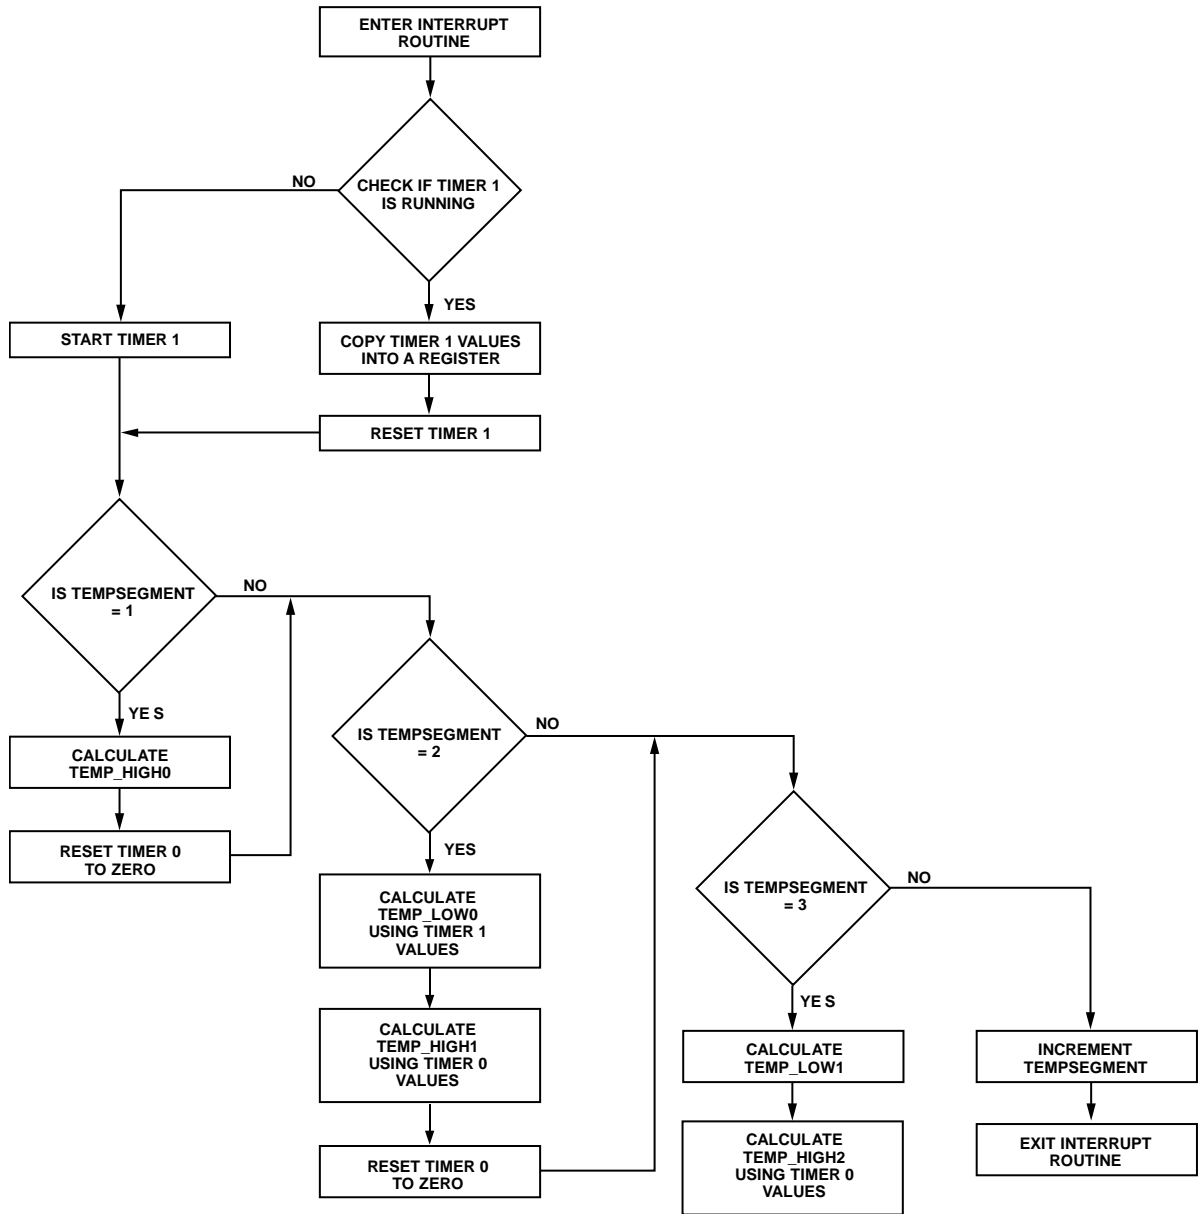 ENTER INTERRUPT
ROUTINE
NO
CHECK IF TIMER 1
IS RUNNING
YES
START TIMER 1
COPY TIMER 1 VALUES
INTO A REGISTER
RESET TIMER 1
IS TEMPSEGMENT
= 1
NO
YE S
CALCULATE
TEMP_HIGH0
RESET TIMER 0
TO ZERO
IS TEMPSEGMENT
= 2
NO
YES
CALCULATE
TEMP_LOW0
USING TIMER 1
VALUES
CALCULATE
TEMP_HIGH1
USING TIMER 0
VALUES
RESET TIMER 0
TO ZERO
IS TEMPSEGMENT
= 3
NO
YE S
CALCULATE
TEMP_LOW1
CALCULATE
TEMP_HIGH2
USING TIMER 0
VALUES
INCREMENT
TEMPSEGMENT
EXIT INTERRUPT
ROUTINE